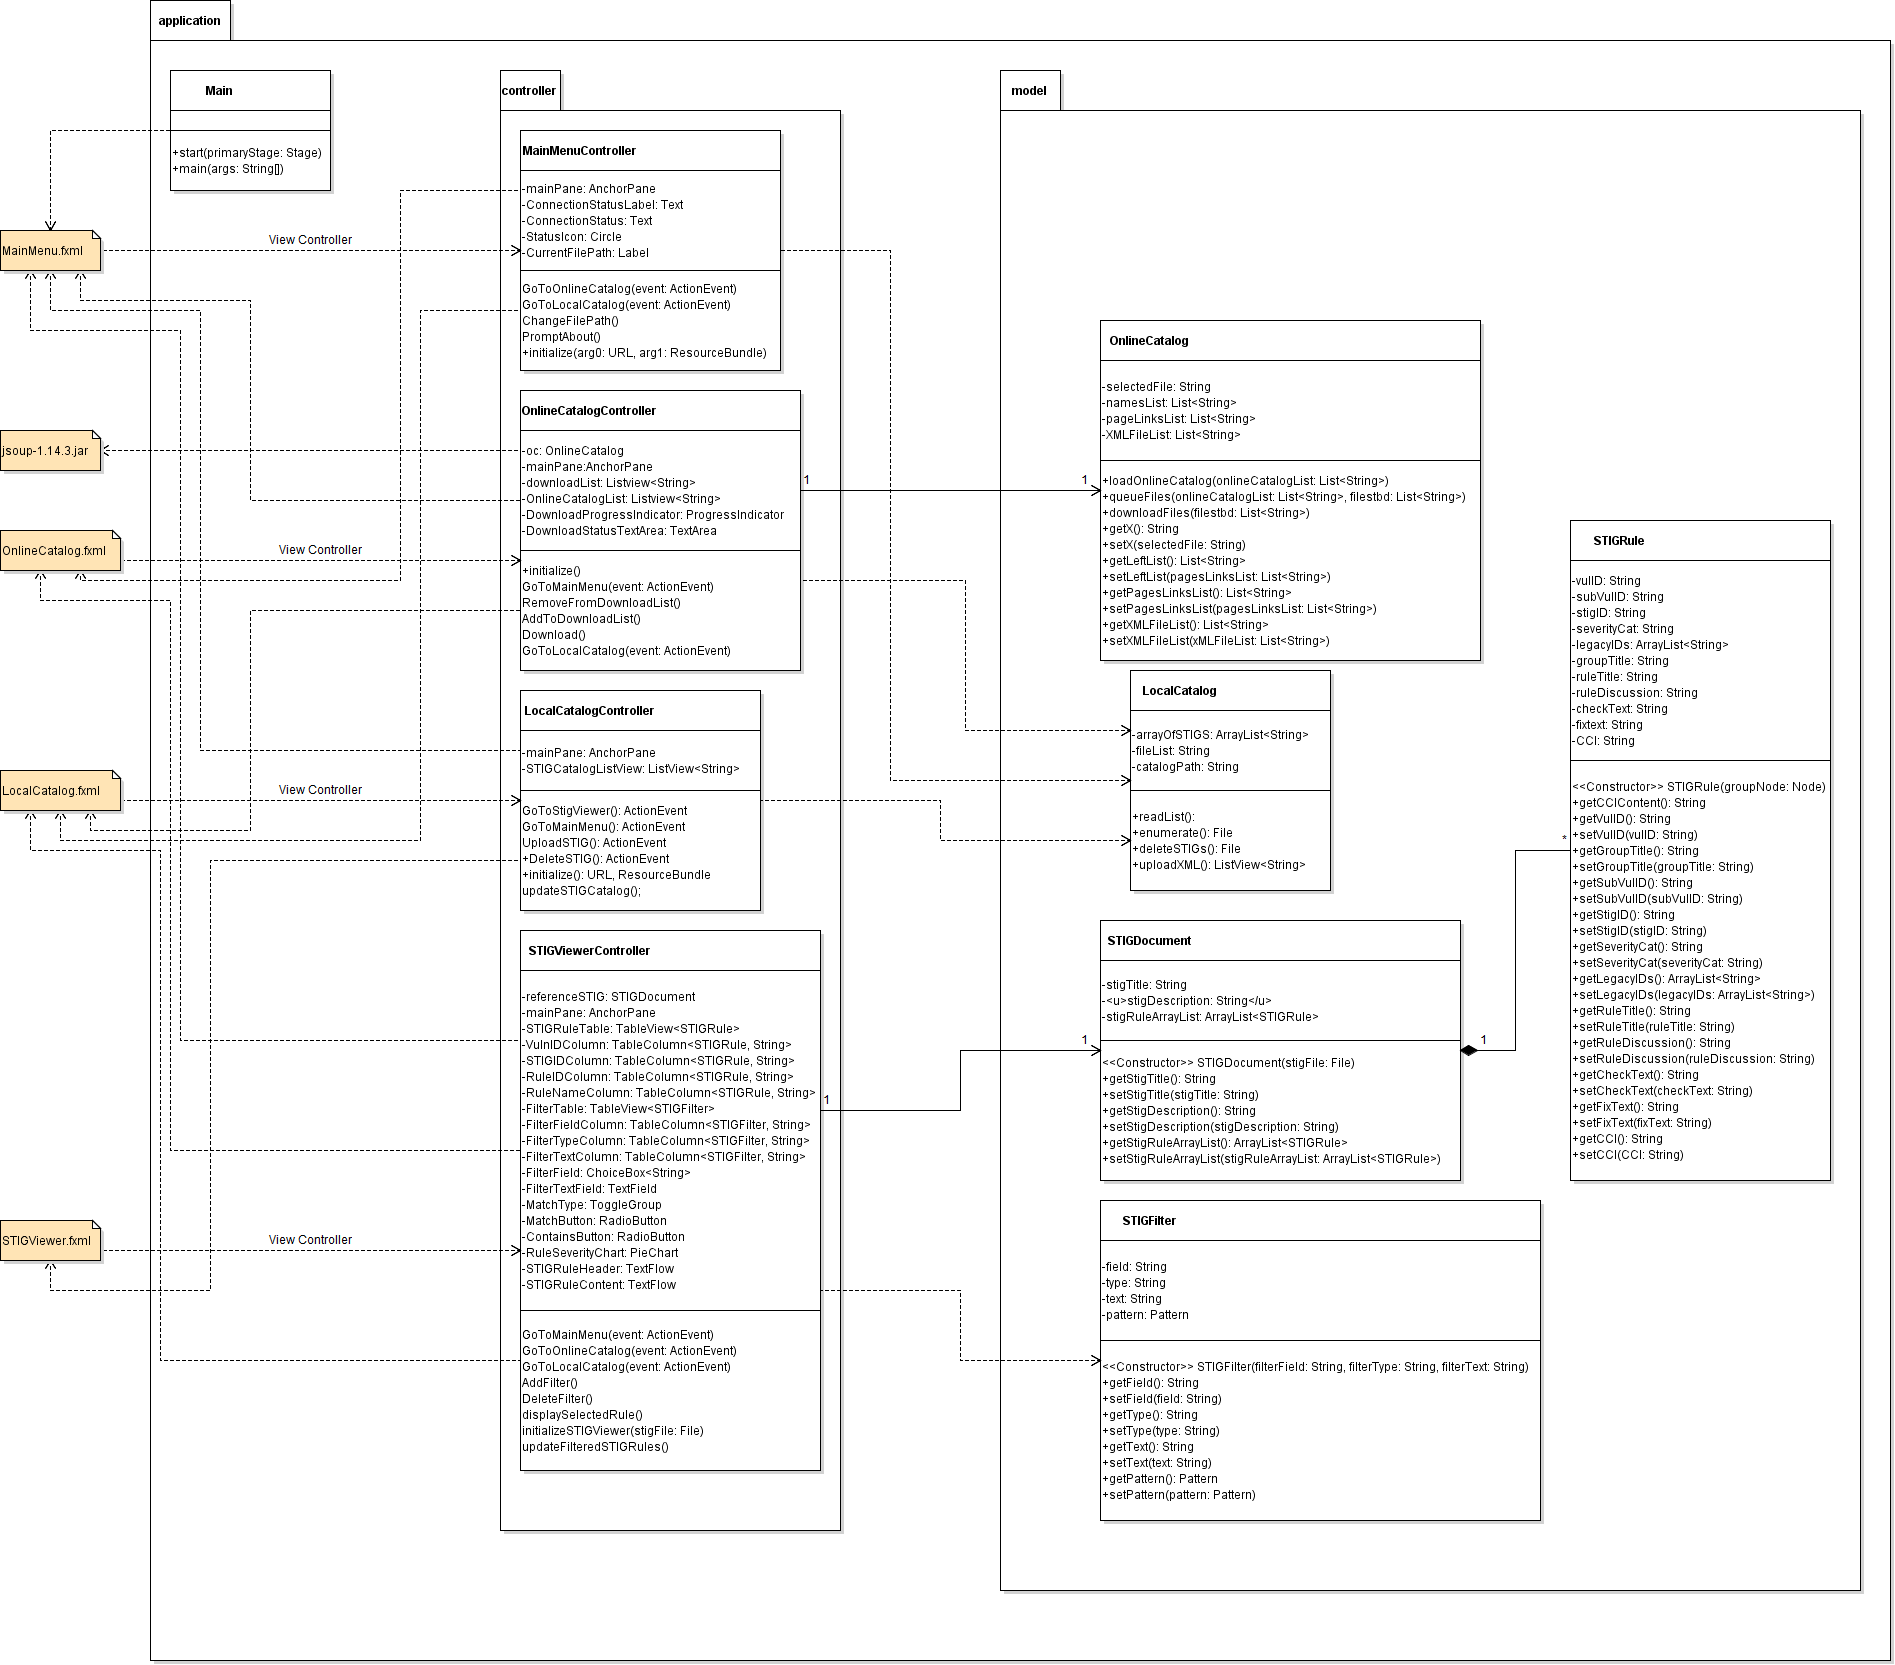 application
Main
+start(primaryStage: Stage)
+main(args: String[])
MainMenu.fxml
jsoup-1.14.3.jar
OnlineCatalog.fxml
LocalCatalog.fxml
STIGViewer.fxml
View Controller
View Controller
View Controller
View Controller
controller
MainMenuController
-mainPane: AnchorPane
-ConnectionStatusLabel: Text
-ConnectionStatus: Text
-StatusIcon: Circle
-CurrentFilePath: Label
GoToOnlineCatalog(event: ActionEvent)
GoToLocalCatalog(event: ActionEvent)
ChangeFilePath()
PromptAbout()
+initialize(arg0: URL, arg1: ResourceBundle)
OnlineCatalogController
-oc: OnlineCatalog
-mainPane:AnchorPane
-downloadList: Listview<String>
-OnlineCatalogList: Listview<String>
-DownloadProgressIndicator: ProgressIndicator
-DownloadStatusTextArea: TextArea
+initialize()
GoToMainMenu(event: ActionEvent)
RemoveFromDownloadList()
AddToDownloadList()
Download()
GoToLocalCatalog(event: ActionEvent)
LocalCatalogController
-mainPane: AnchorPane
-STIGCatalogListView: ListView<String>
GoToStigViewer(): ActionEvent
GoToMainMenu(): ActionEvent
UploadSTIG(): ActionEvent
+DeleteSTIG(): ActionEvent
+initialize(): URL, ResourceBundle
updateSTIGCatalog();
STIGViewerController
-referenceSTIG: STIGDocument
-mainPane: AnchorPane
-STIGRuleTable: TableView<STIGRule>
-VulnIDColumn: TableColumn<STIGRule, String>
-STIGIDColumn: TableColumn<STIGRule, String>
-RuleIDColumn: TableColumn<STIGRule, String>
-RuleNameColumn: TableColumn<STIGRule, String>
-FilterTable: TableView<STIGFilter>
-FilterFieldColumn: TableColumn<STIGFilter, String>
-FilterTypeColumn: TableColumn<STIGFilter, String>
-FilterTextColumn: TableColumn<STIGFilter, String>
-FilterField: ChoiceBox<String>
-FilterTextField: TextField
-MatchType: ToggleGroup
-MatchButton: RadioButton
-ContainsButton: RadioButton
-RuleSeverityChart: PieChart
-STIGRuleHeader: TextFlow
-STIGRuleContent: TextFlow
GoToMainMenu(event: ActionEvent)
GoToOnlineCatalog(event: ActionEvent)
GoToLocalCatalog(event: ActionEvent)
AddFilter()
DeleteFilter()
displaySelectedRule()
initializeSTIGViewer(stigFile: File)
updateFilteredSTIGRules()
1
1
1
1
model
OnlineCatalog
-selectedFile: String
-namesList: List<String>
-pageLinksList: List<String>
-XMLFileList: List<String>
+loadOnlineCatalog(onlineCatalogList: List<String>)
+queueFiles(onlineCatalogList: List<String>, filestbd: List<String>)
+downloadFiles(filestbd: List<String>)
+getX(): String
+setX(selectedFile: String)
+getLeftList(): List<String>
+setLeftList(pagesLinksList: List<String>)
+getPagesLinksList(): List<String>
+setPagesLinksList(pagesLinksList: List<String>)
+getXMLFileList(): List<String>
+setXMLFileList(xMLFileList: List<String>)
LocalCatalog
-arrayOfSTIGS: ArrayList<String>
-fileList: String
-catalogPath: String
+readList():
+enumerate(): File
+deleteSTIGs(): File
+uploadXML(): ListView<String>
STIGDocument
-stigTitle: String
-<u>stigDescription: String</u>
-stigRuleArrayList: ArrayList<STIGRule>
<<Constructor>> STIGDocument(stigFile: File)
+getStigTitle(): String
+setStigTitle(stigTitle: String)
+getStigDescription(): String
+setStigDescription(stigDescription: String)
+getStigRuleArrayList(): ArrayList<STIGRule>
+setStigRuleArrayList(stigRuleArrayList: ArrayList<STIGRule>)
1
*
STIGFilter
-field: String
-type: String
-text: String
-pattern: Pattern
<<Constructor>> STIGFilter(filterField: String, filterType: String, filterText: String)
+getField(): String
+setField(field: String)
+getType(): String
+setType(type: String)
+getText(): String
+setText(text: String)
+getPattern(): Pattern
+setPattern(pattern: Pattern)
STIGRule
-vulID: String
-subVulID: String
-stigID: String
-severityCat: String
-legacyIDs: ArrayList<String>
-groupTitle: String
-ruleTitle: String
-ruleDiscussion: String
-checkText: String
-fixtext: String
-CCI: String
<<Constructor>> STIGRule(groupNode: Node)
+getCCIContent(): String
+getVulID(): String
+setVulID(vulID: String)
+getGroupTitle(): String
+setGroupTitle(groupTitle: String)
+getSubVulID(): String
+setSubVulID(subVulID: String)
+getStigID(): String
+setStigID(stigID: String)
+getSeverityCat(): String
+setSeverityCat(severityCat: String)
+getLegacyIDs(): ArrayList<String>
+setLegacyIDs(legacyIDs: ArrayList<String>)
+getRuleTitle(): String
+setRuleTitle(ruleTitle: String)
+getRuleDiscussion(): String
+setRuleDiscussion(ruleDiscussion: String)
+getCheckText(): String
+setCheckText(checkText: String)
+getFixText(): String
+setFixText(fixText: String)
+getCCI(): String
+setCCI(CCI: String)